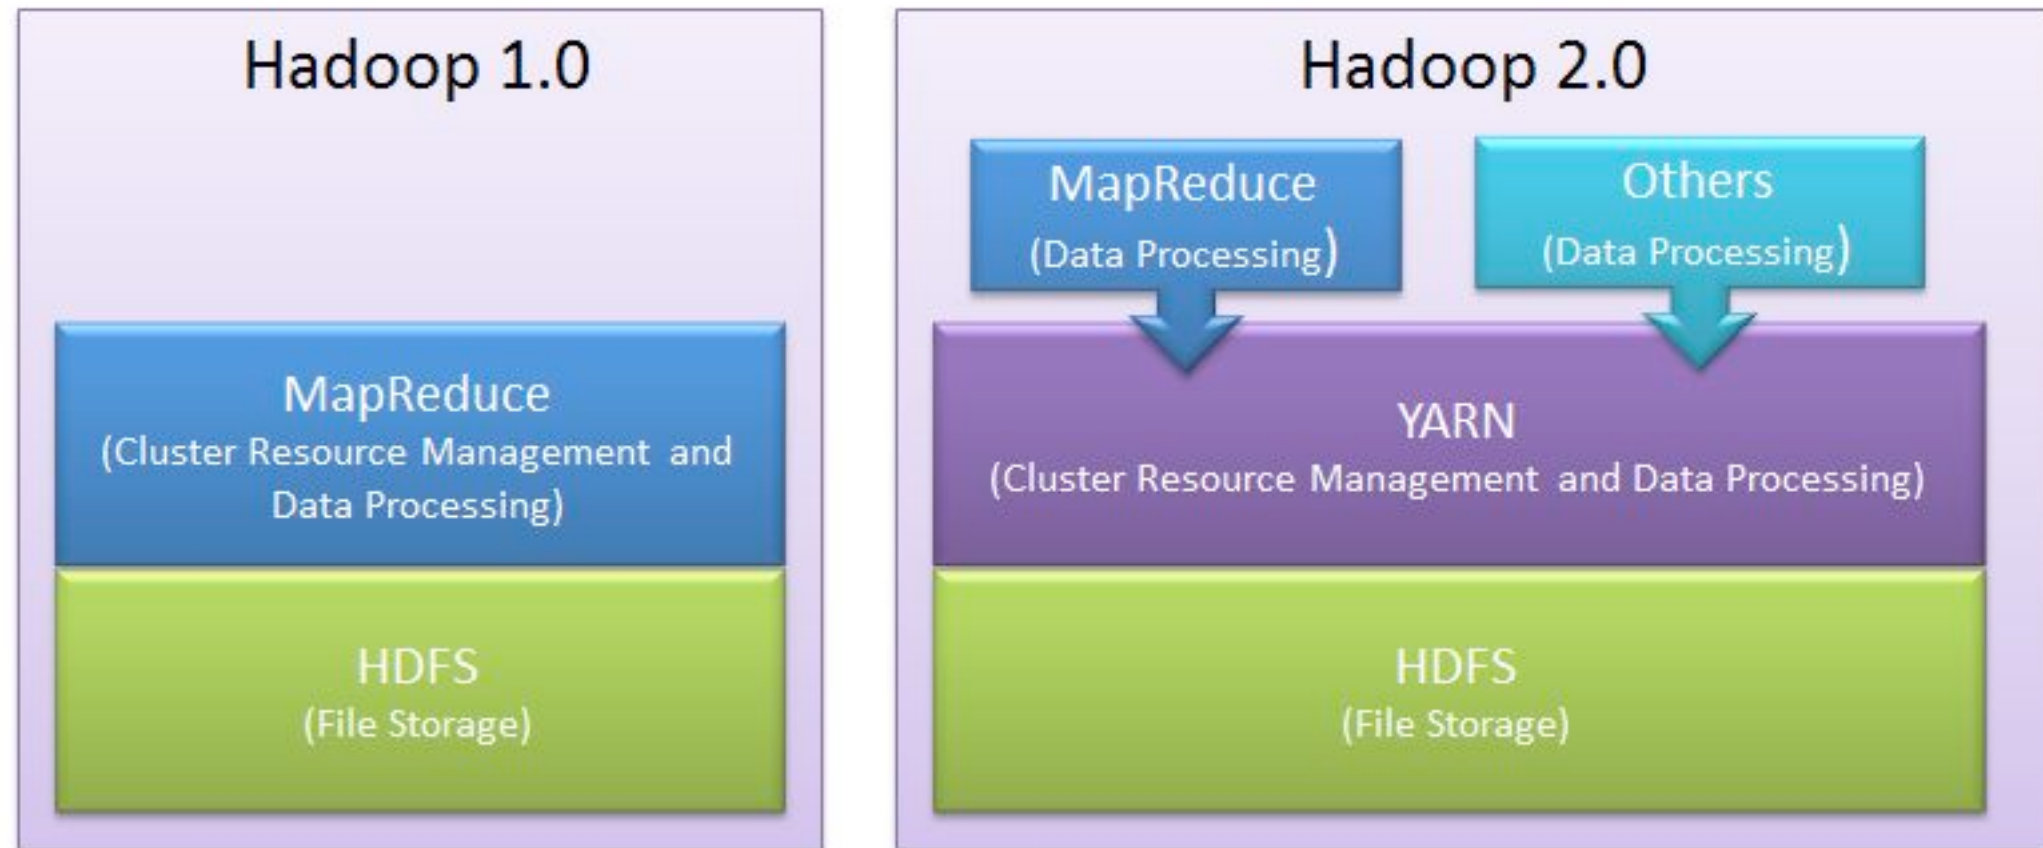 Hadoop 1.0
MapReduce
(Cluster Resource Management and
Data Processing)
HDFS
(File Storage)
Hadoop 2.0
MapReduce
(Data Processing)
Others
(Data Processing)
YARN
(Cluster Resource Management and Data Processing)
HDFS
(File Storage)